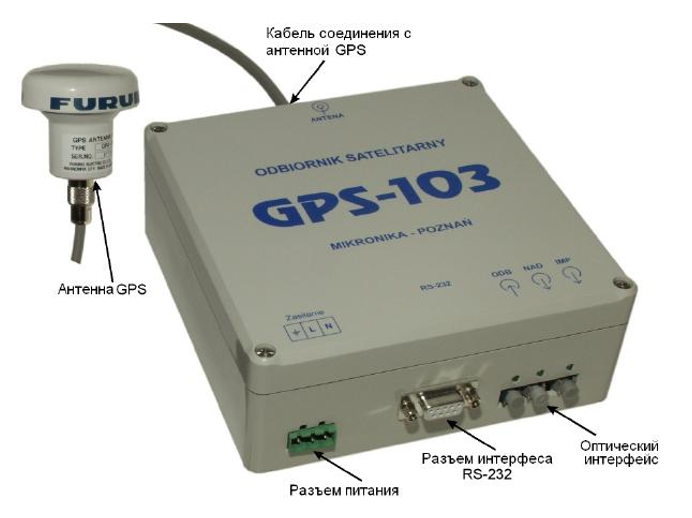 Кабель соединения с
антенной GPS
FURU
GPS ANTENNA
TYPE
SER.NO.
ANTENA
ODBIORNIK SATELITARNY
GPS-103
MIKRONIKA - POZNAŃ
RS-232
ODB NAD IMP
Zasilanie
+ L N
Антенна GPS
Разъем питания
Разъем интерфеса
RS-232
Оптический
интерфейс